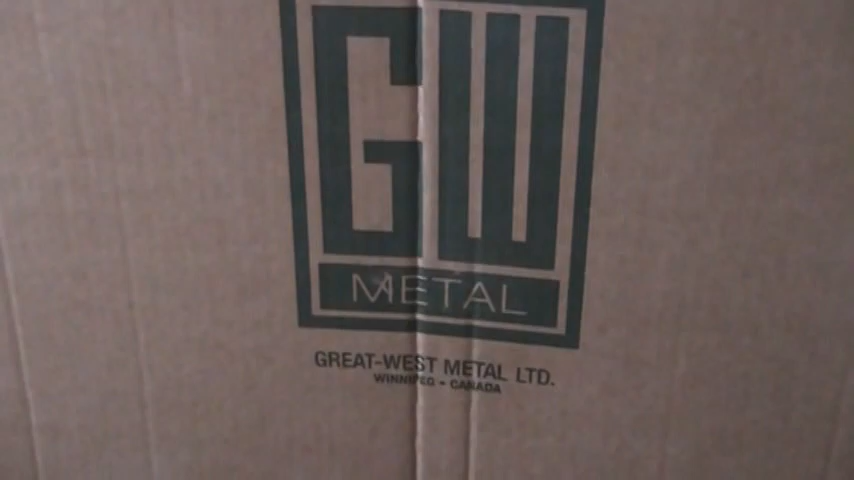 GW
METAL
GREAT-WEST METAL LTD.
WINNIPEG • CANADA